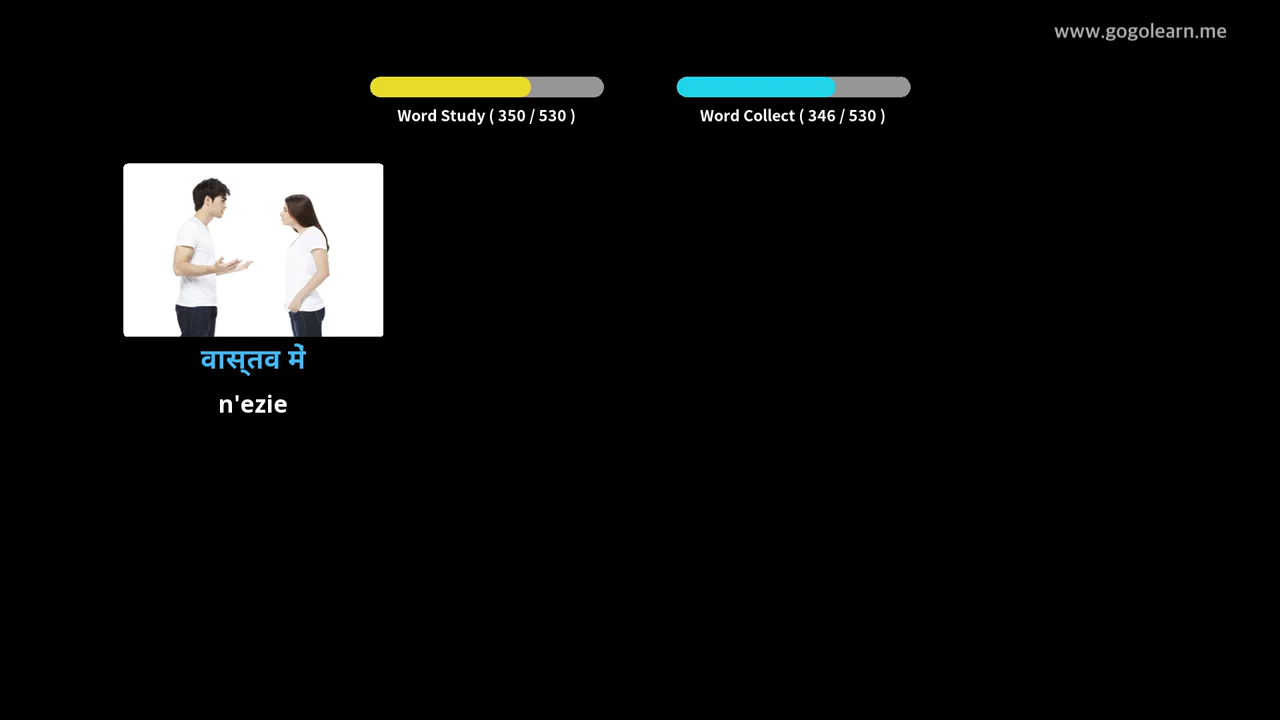 www.gogolearn.me
Word Study ( 350 / 530 )
Word Collect ( 346 / 530 )
वास्तव में
n'ezie